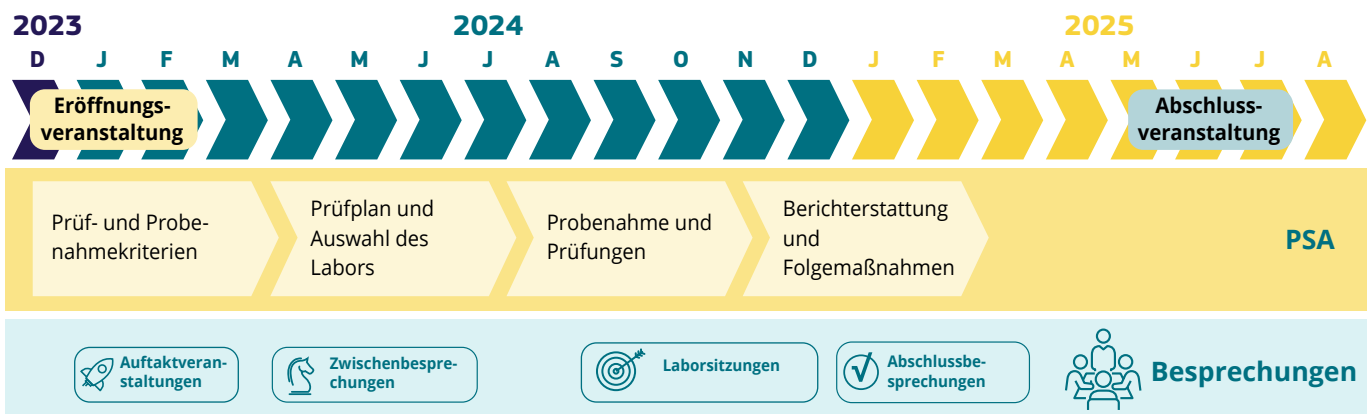 2023 2024 2025
D J F M A M J J A S O N D J F M A M J J A
Eröffnungs-
veranstaltung
Abschluss-
veranstaltung
Prüf- und Probe-
nahmekriterien
Prüfplan und
Auswahl des
Labors
Probenahme und
Prüfungen
Berichterstattung
und
Folgemaßnahmen
PSA
Auftaktveran-
staltungen
Zwischenbespre-
chungen
Laborsitzungen
Abschlussbe-
sprechungen
Besprechungen